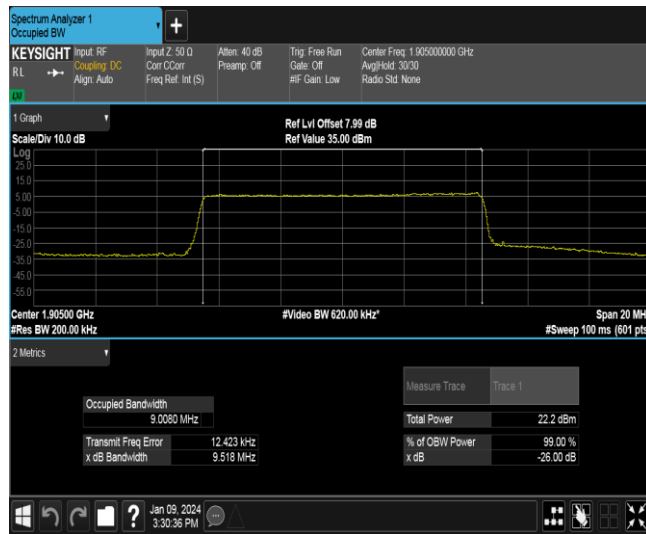 Spectrum Analyzer 1
Occupied BW
+
KEYSIGHT
RL
LXI
Input: RF
Coupling: DC
Align: Auto
Input Z: 50 Ω
Corr CCorr
Freq Ref: Int (S)
Atten: 40 dB
Preamp: Off
Trig: Free Run
Gate: Off
#IF Gain: Low
Center Freq: 1.905000000 GHz
Avg|Hold: 30/30
Radio Std: None
1 Graph
Scale/Div 10.0 dB
Ref Lvl Offset 7.99 dB
Ref Value 35.00 dBm
Log
25.0
15.0
5.00
-5.00
-15.0
-25.0
-35.0
-45.0
-55.0
Center 1.90500 GHz
#Video BW 620.00 kHz*
Span 20 MH
#Res BW 200.00 kHz
#Sweep 100 ms (601 pts
2 Metrics
Measure Trace Trace 1
Occupied Bandwidth
9.0080 MHz
Total Power 22.2 dBm
Transmit Freq Error 12.423 kHz
% of OBW Power 99.00 %
x dB Bandwidth 9.518 MHz
x dB -26.00 dB
?
Jan 09, 2024
3:30:36 PM